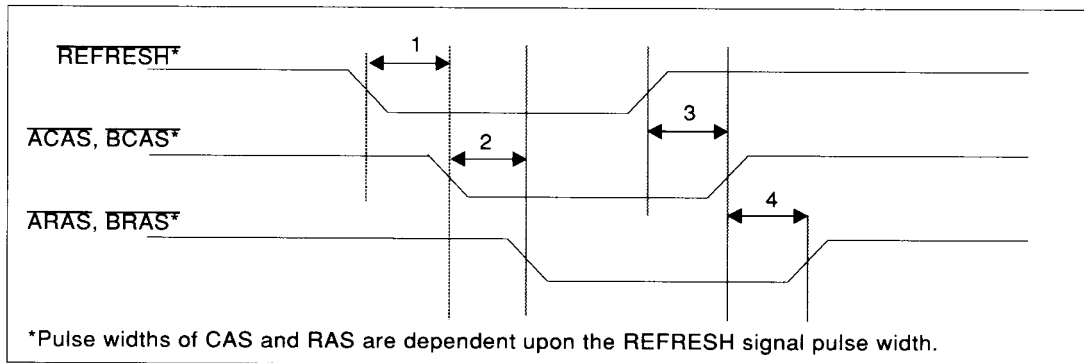 1
REFRESH*
3
ACAS, BCAS*
2
4
ARAS, BRAS*
*Pulse widths of CAS and RAS are dependent upon the REFRESH signal pulse width.